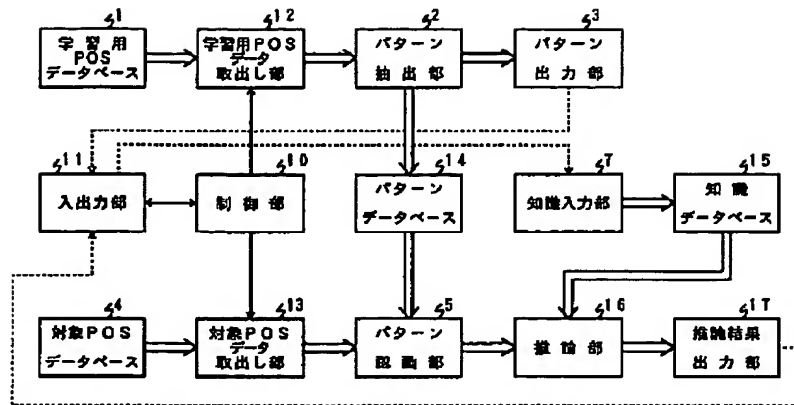 1
学習用
POS
データベース
12
学習用POS
データ
取出し部
2
パターン
抽出部
3
パターン
出力部
11
入出力部
10
制御部
14
パターン
データベース
7
知識入力部
15
知識
データベース
4
対象POS
データベース
13
対象POS
データ
取出し部
5
パターン
認識部
16
推論部
17
推論結果
出力部